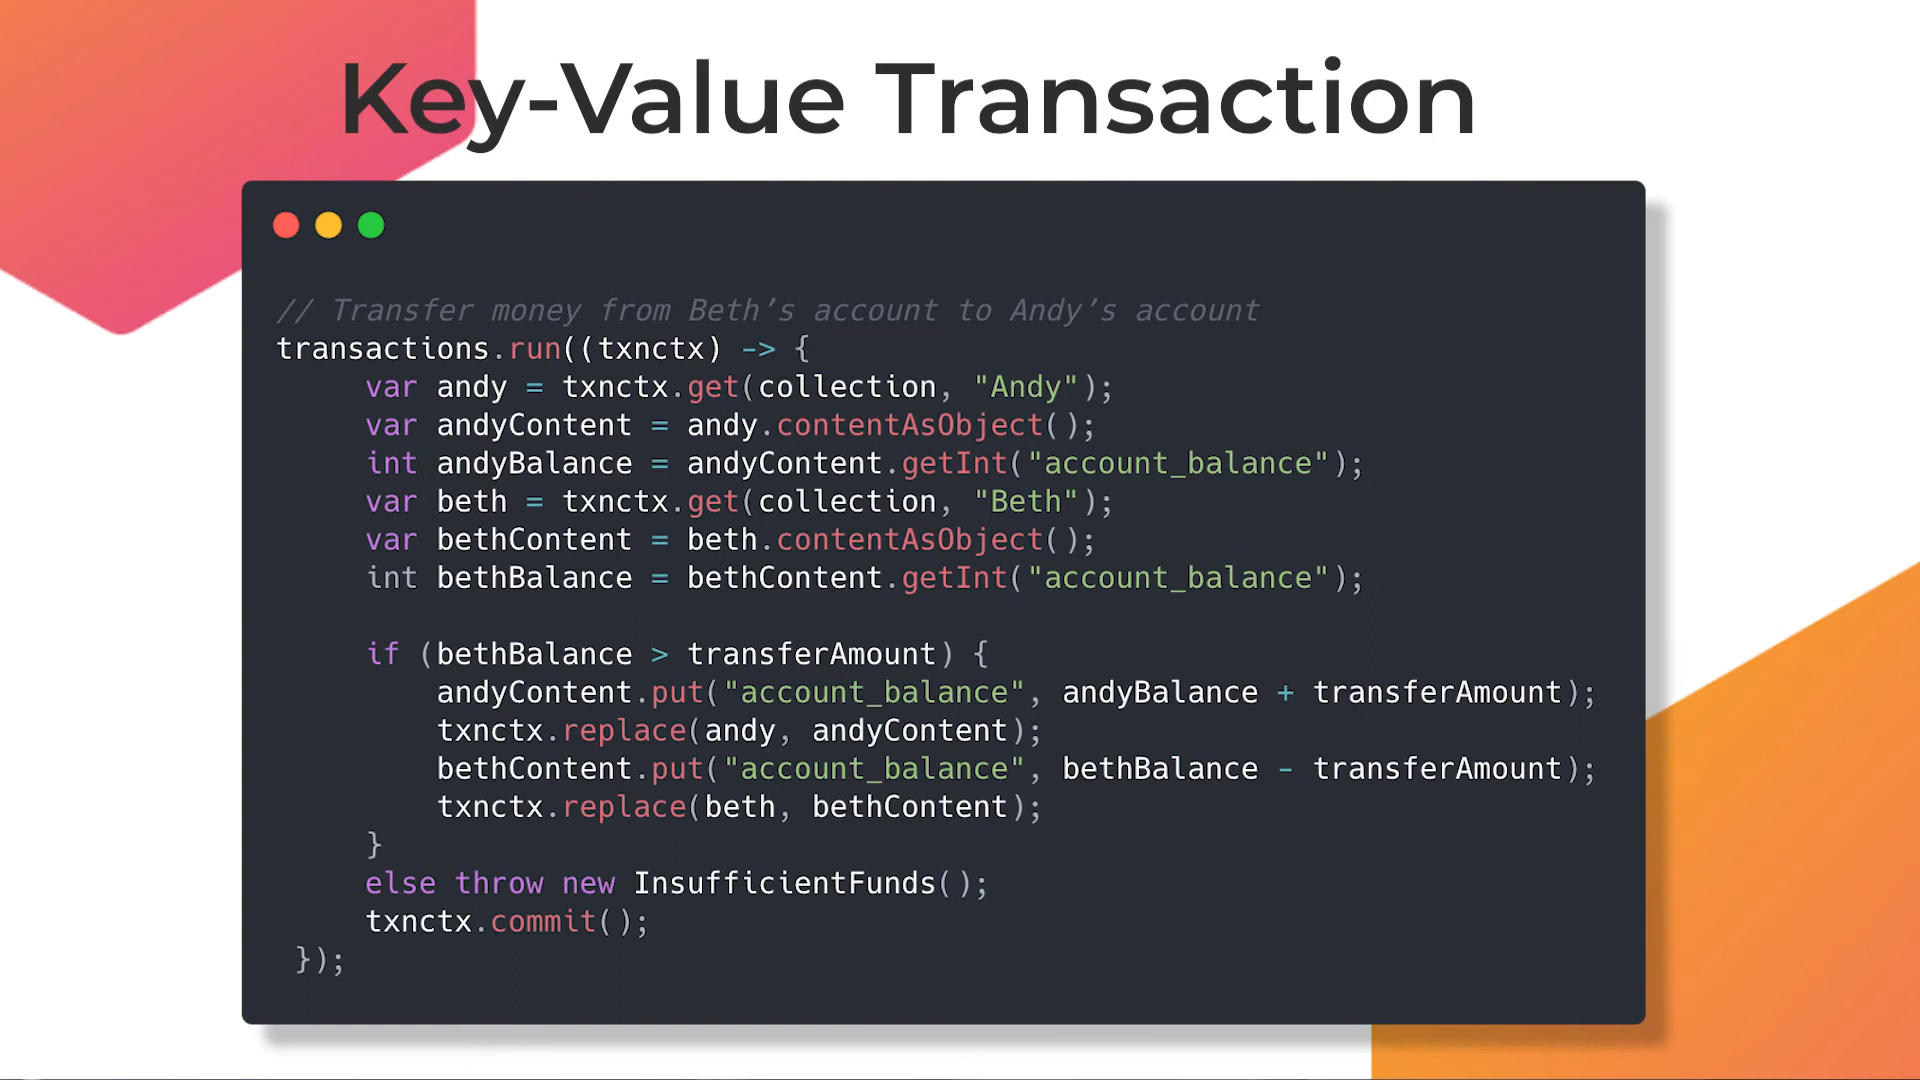 Key-Value Transaction
// Transfer money from Beth’s account to Andy’s account
transactions.run((txnctx) -> {
var andy = txnctx.get(collection, "Andy");
var andyContent = andy.contentAsObject();
int andyBalance = andyContent.getInt("account_balance");
var beth = txnctx.get(collection, "Beth");
var bethContent = beth.contentAsObject();
int bethBalance = bethContent.getInt("account_balance");
if (bethBalance > transferAmount) {
andyContent.put("account_balance", andyBalance + transferAmount);
txnctx.replace(andy, andyContent);
bethContent.put("account_balance", bethBalance - transferAmount);
txnctx.replace(beth, bethContent);
}
else throw new InsufficientFunds();
txnctx.commit();
});